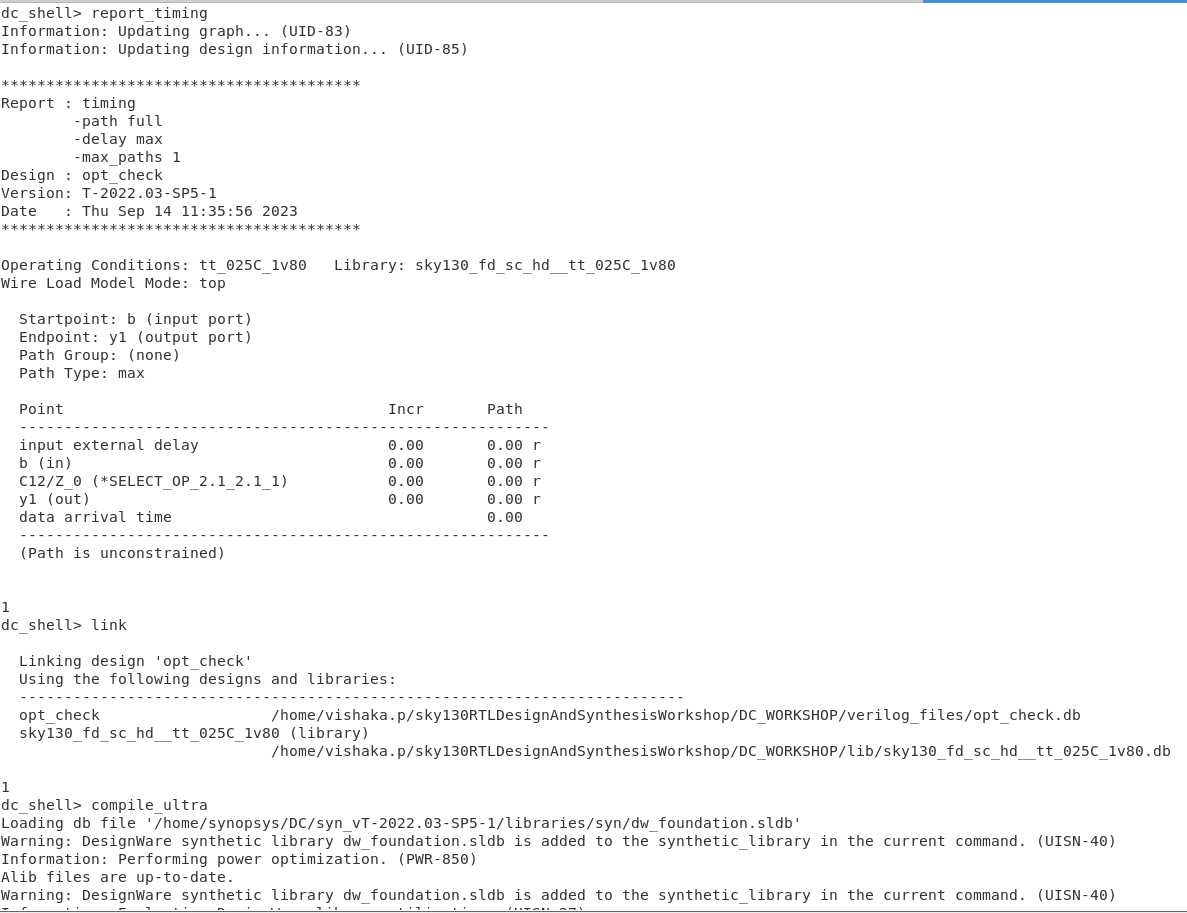 dc_shell> report_timing
Information: Updating graph... (UID-83)
Information: Updating design information... (UID-85)
****************************************
Report : timing
        -path full
        -delay max
        -max_paths 1
Design : opt_check
Version: T-2022.03-SP5-1
Date   : Thu Sep 14 11:35:56 2023
****************************************
Operating Conditions: tt_025C_1v80   Library: sky130_fd_sc_hd__tt_025C_1v80
Wire Load Model Mode: top
  Startpoint: b (input port)
  Endpoint: y1 (output port)
  Path Group: (none)
  Path Type: max
  Point                                    Incr       Path
  -----------------------------------------------------------
  input external delay                     0.00       0.00 r
  b (in)                                   0.00       0.00 r
  C12/Z_0 (*SELECT_OP_2.1_2.1_1)           0.00       0.00 r
  y1 (out)                                 0.00       0.00 r
  data arrival time                                   0.00
  -----------------------------------------------------------
  (Path is unconstrained)
1
dc_shell> link
  Linking design 'opt_check'
  Using the following designs and libraries:
  --------------------------------------------------------------------------
  opt_check                   /home/vishaka.p/sky130RTLDesignAndSynthesisWorkshop/DC_WORKSHOP/verilog_files/opt_check.db
  sky130_fd_sc_hd__tt_025C_1v80 (library)
                              /home/vishaka.p/sky130RTLDesignAndSynthesisWorkshop/DC_WORKSHOP/lib/sky130_fd_sc_hd__tt_025C_1v80.db
1
dc_shell> compile_ultra
Loading db file '/home/synopsys/DC/syn_vT-2022.03-SP5-1/libraries/syn/dw_foundation.sldb'
Warning: DesignWare synthetic library dw_foundation.sldb is added to the synthetic_library in the current command. (UISN-40)
Information: Performing power optimization. (PWR-850)
Alib files are up-to-date.
Warning: DesignWare synthetic library dw_foundation.sldb is added to the synthetic_library in the current command. (UISN-40)